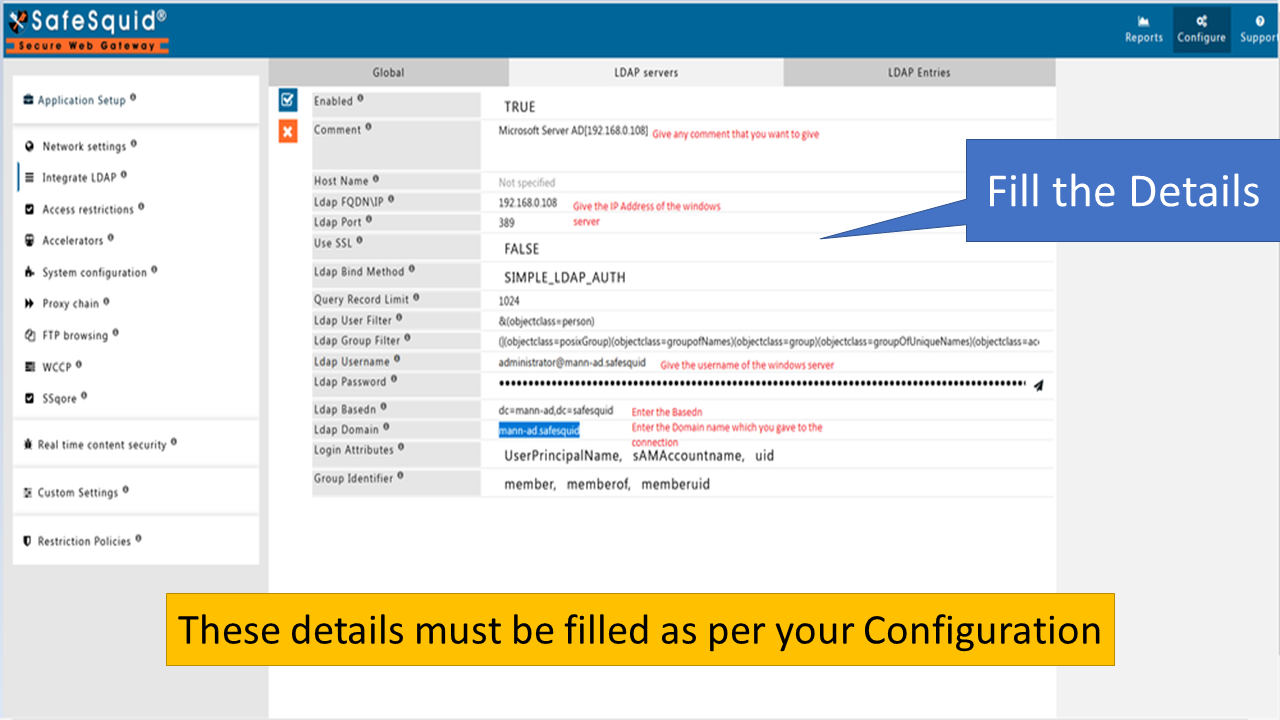 SafeSquid®
Secure Web Gateway
Reports
Configure
Support
Application Setup
Network settings
Integrate LDAP
Access restrictions
Accelerators
System configuration
Proxy chain
FTP browsing
WCCP
SSqore
Real time content security
Custom Settings
Restriction Policies
Global LDAP servers LDAP Entries
Enabled TRUE
Comment Microsoft Server AD[192.168.0.108] Give any comment that you want to give
Host Name Not specified
Ldap FQDN\IP 192.168.0.108 Give the IP Address of the windows
server
Ldap Port 389
Use SSL FALSE
Ldap Bind Method SIMPLE_LDAP_AUTH
Query Record Limit 1024
Ldap User Filter &(objectclass=person)
Ldap Group Filter (|(objectclass=posixGroup)(objectclass=groupofNames)(objectclass=group)(objectclass=groupOfUniqueNames)(objectclass=acc
Ldap Username administrator@mann-ad.safesquid Give the username of the windows server
Ldap Password
Ldap Basedn dc=mann-ad,dc=safesquid Enter the Basedn
Ldap Domain mann-ad.safesquid Enter the Domain name which you gave to the
connection
Login Attributes UserPrincipalName, sAMAccountname, uid
Group Identifier member, memberof, memberuid
Fill the Details
These details must be filled as per your Configuration